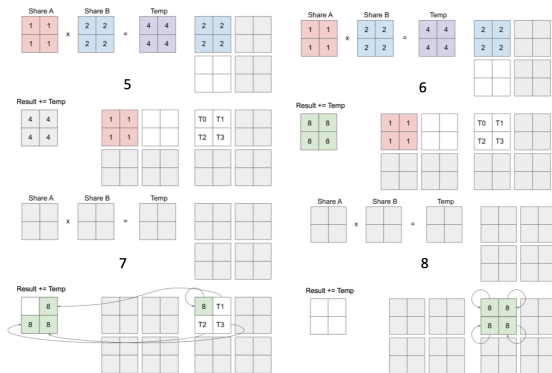 Share A Share B Temp
1 1 2 2 4 4 2 2
x =
1 1 2 2 4 4 2 2
5
Result += Temp
4 4 1 1 T0 T1
4 4 1 1 T2 T3
Share A Share B Temp
1 1 2 2 4 4 2 2
x =
1 1 2 2 4 4 2 2
6
Result += Temp
8 8 1 1 T0 T1
8 8 1 1 T2 T3
Share A Share B Temp
x =
7
Result += Temp
8 8 T1
8 8 T2 T3
Share A Share B Temp
x =
8
Result += Temp
8 8
8 8